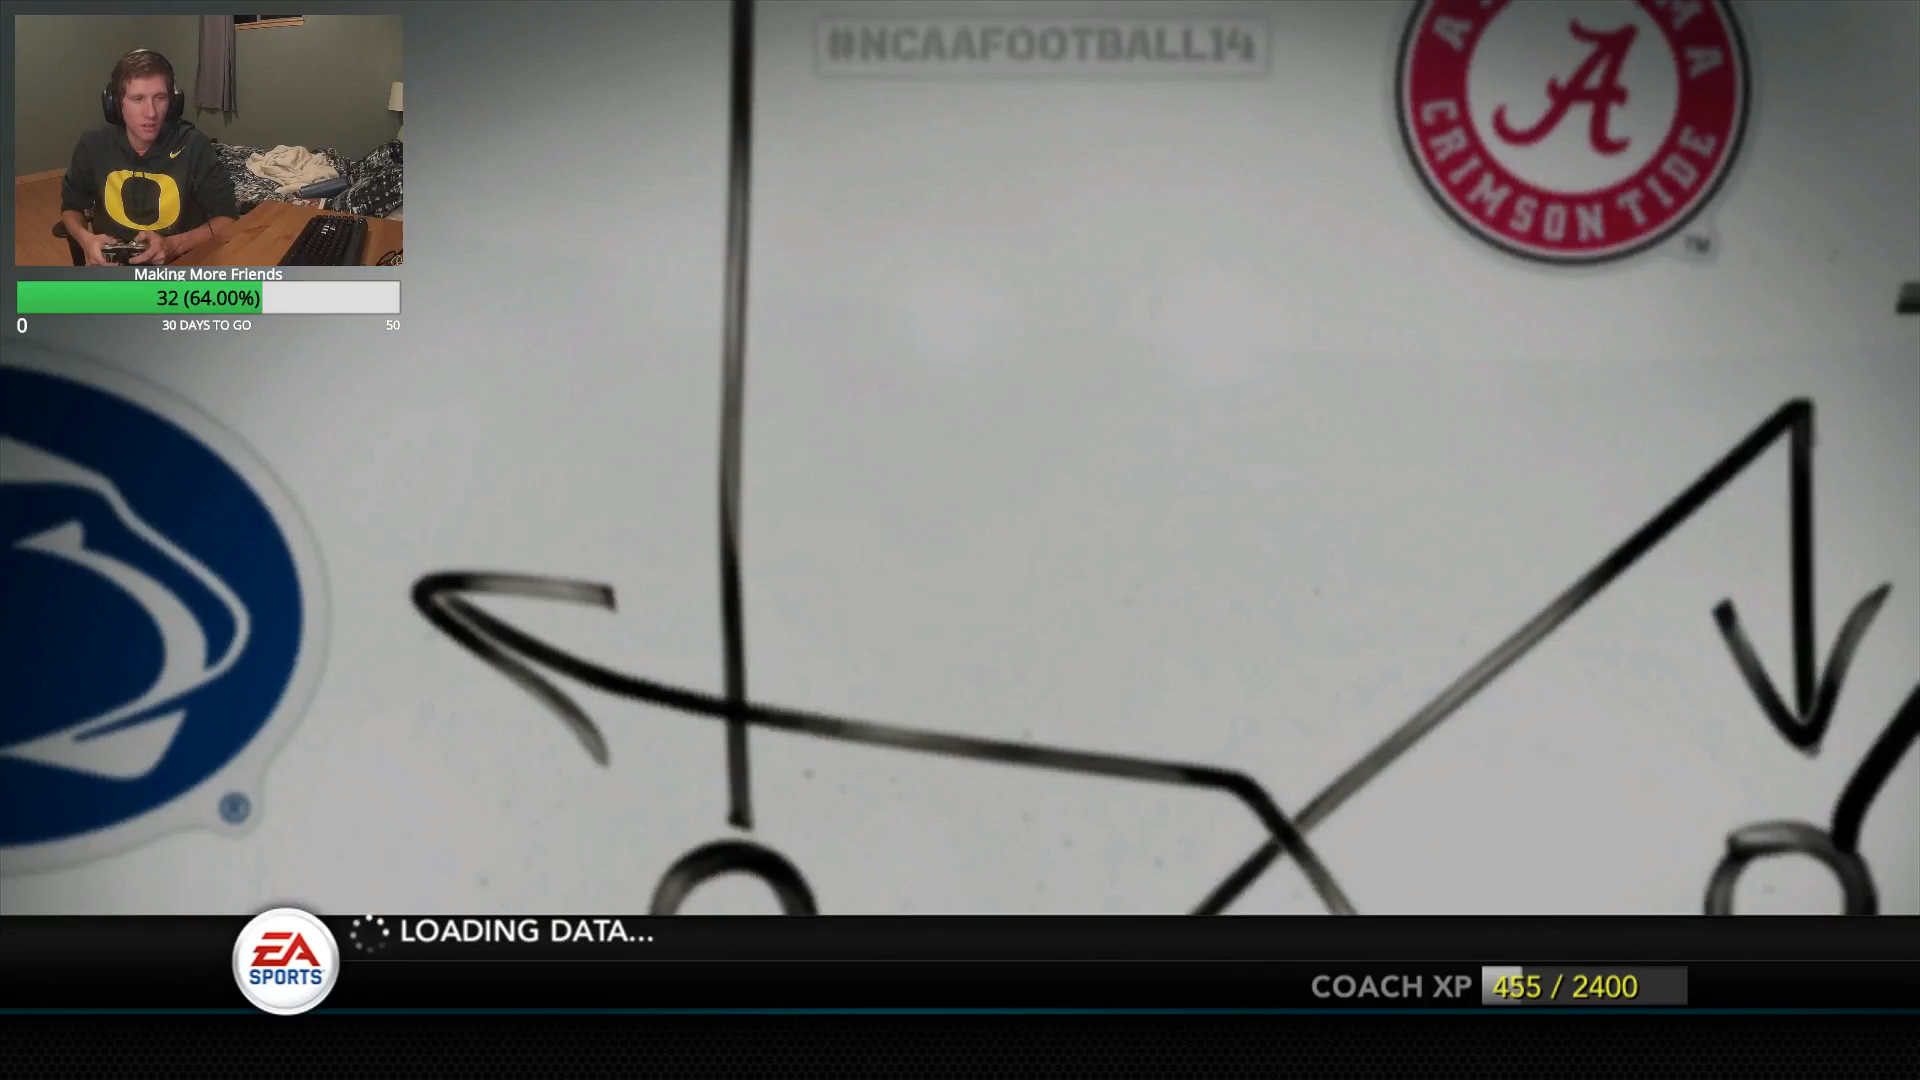 #NCAAFOOTBALL14
CRIMSON TIDE
A
TM
O
Making More Friends
32 (64.00%)
0
30 DAYS TO GO
50
®
LOADING DATA...
EA
SPORTS
COACH XP 455 / 2400